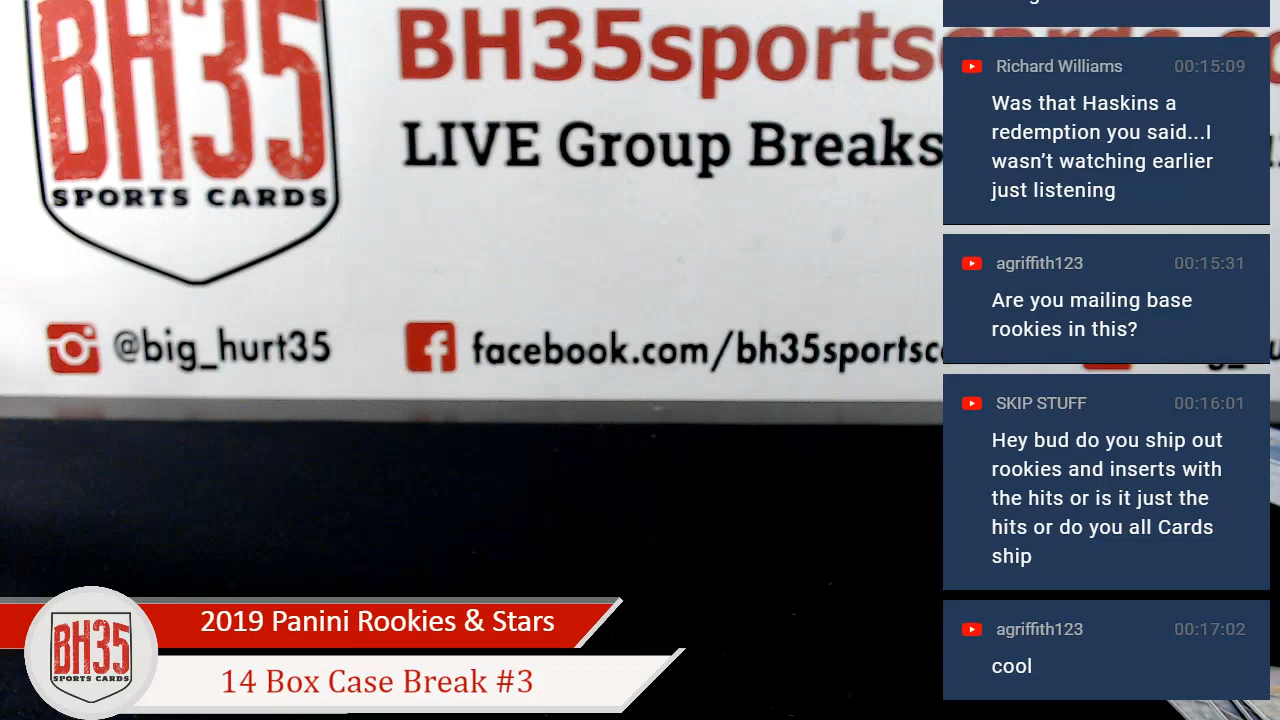 BH35
SPORTS CARDS
BH35sportscards.co
LIVE Group Breaks
@big_hurt35
facebook.com/bh35sportsc
Richard Williams 00:15:09
Was that Haskins a
redemption you said...I
wasn’t watching earlier
just listening
agriffith123 00:15:31
Are you mailing base
rookies in this?
SKIP STUFF 00:16:01
Hey bud do you ship out
rookies and inserts with
the hits or is it just the
hits or do you all Cards
ship
agriffith123 00:17:02
cool
BH35
SPORTS CARDS
2019 Panini Rookies & Stars
14 Box Case Break #3